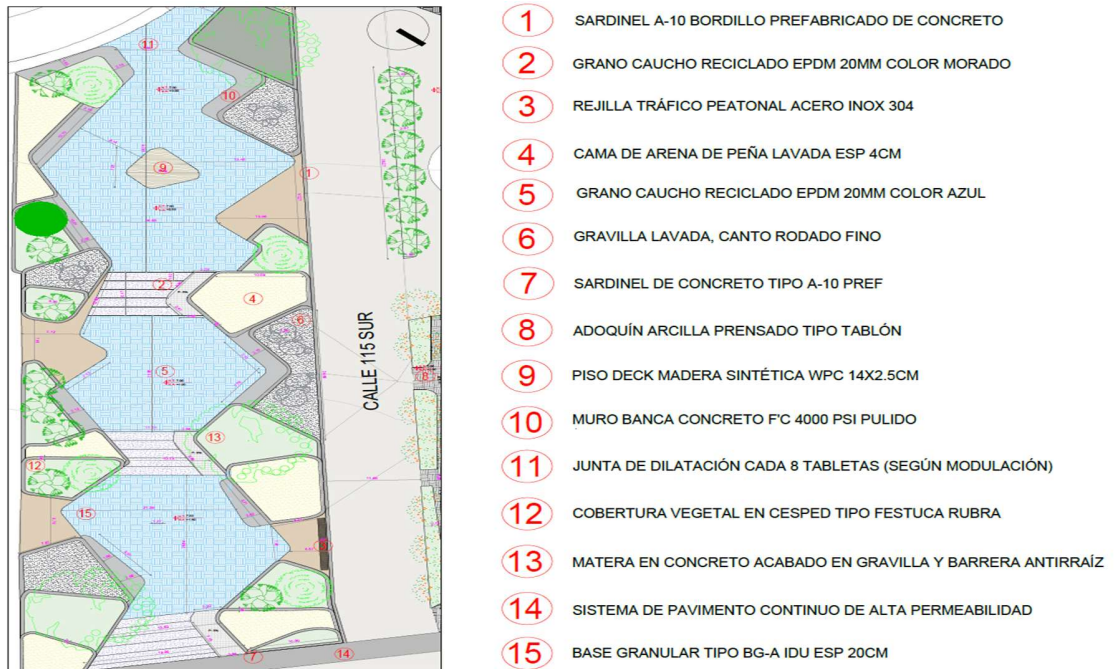 11
10
9
1
2
4
6
5
8
13
12
15
7
14
CALLE 115 SUR
1 SARDINEL A-10 BORDILLO PREFABRICADO DE CONCRETO
2 GRANO CAUCHO RECICLADO EPDM 20MM COLOR MORADO
3 REJILLA TRÁFICO PEATONAL ACERO INOX 304
4 CAMA DE ARENA DE PEÑA LAVADA ESP 4CM
5 GRANO CAUCHO RECICLADO EPDM 20MM COLOR AZUL
6 GRAVILLA LAVADA, CANTO RODADO FINO
7 SARDINEL DE CONCRETO TIPO A-10 PREF
8 ADOQUÍN ARCILLA PRENSADO TIPO TABLÓN
9 PISO DECK MADERA SINTÉTICA WPC 14X2.5CM
10 MURO BANCA CONCRETO F'C 4000 PSI PULIDO
11 JUNTA DE DILATACIÓN CADA 8 TABLETAS (SEGÚN MODULACIÓN)
12 COBERTURA VEGETAL EN CESPED TIPO FESTUCA RUBRA
13 MATERA EN CONCRETO ACABADO EN GRAVILLA Y BARRERA ANTIRRAÍZ
14 SISTEMA DE PAVIMENTO CONTINUO DE ALTA PERMEABILIDAD
15 BASE GRANULAR TIPO BG-A IDU ESP 20CM